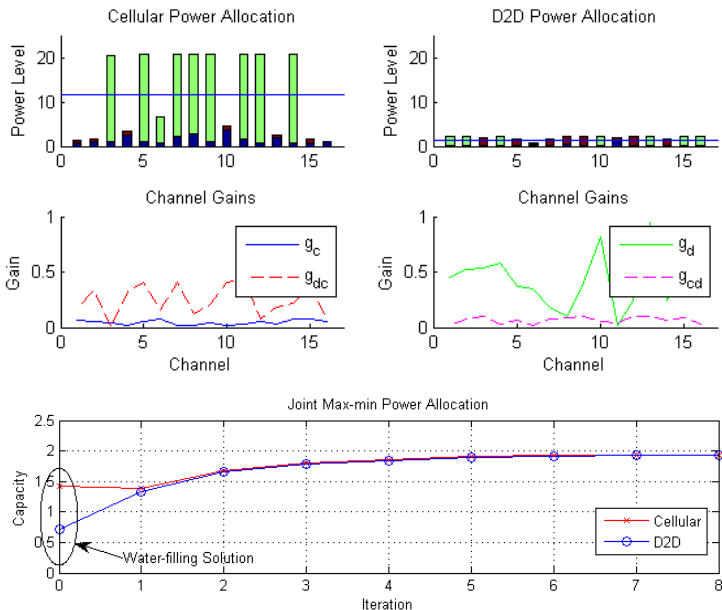 Cellular Power Allocation
Power Level
20
10
0
0 5 10 15
D2D Power Allocation
Power Level
20
10
0
0 5 10 15
Channel Gains
Gain
1
0.5
0
g_c
g_dc
0 5 10 15
Channel
Channel Gains
Gain
1
0.5
0
g_d
g_cd
0 5 10 15
Channel
Joint Max-min Power Allocation
Capacity
2.5
2
1.5
1
0.5
0
Water-filling Solution
Cellular
D2D
0 1 2 3 4 5 6 7 8
Iteration